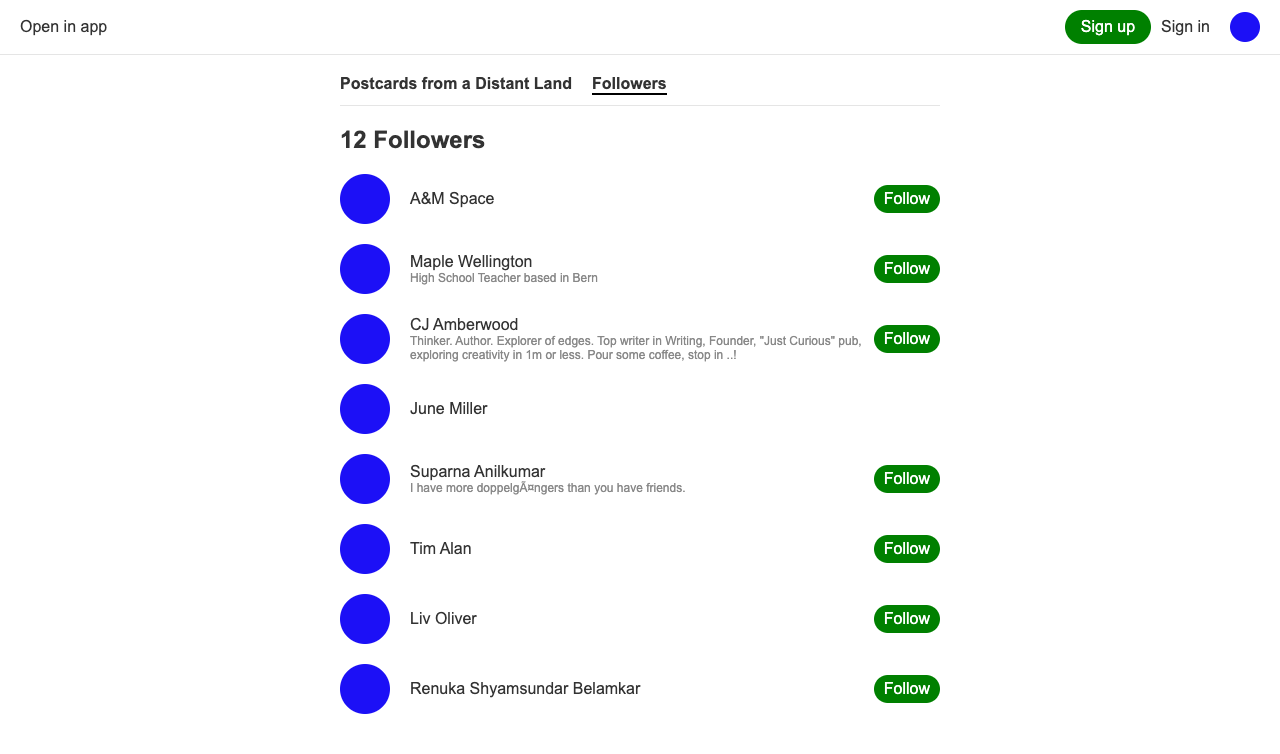 Open in app
Sign up
Sign in
Postcards from a Distant Land
Followers
12 Followers
A&M Space
Follow
Maple Wellington
High School Teacher based in Bern
Follow
CJ Amberwood
Thinker. Author. Explorer of edges. Top writer in Writing, Founder, "Just Curious" pub,
exploring creativity in 1m or less. Pour some coffee, stop in ..!
Follow
June Miller
Suparna Anilkumar
I have more doppelgÃ¤ngers than you have friends.
Follow
Tim Alan
Follow
Liv Oliver
Follow
Renuka Shyamsundar Belamkar
Follow